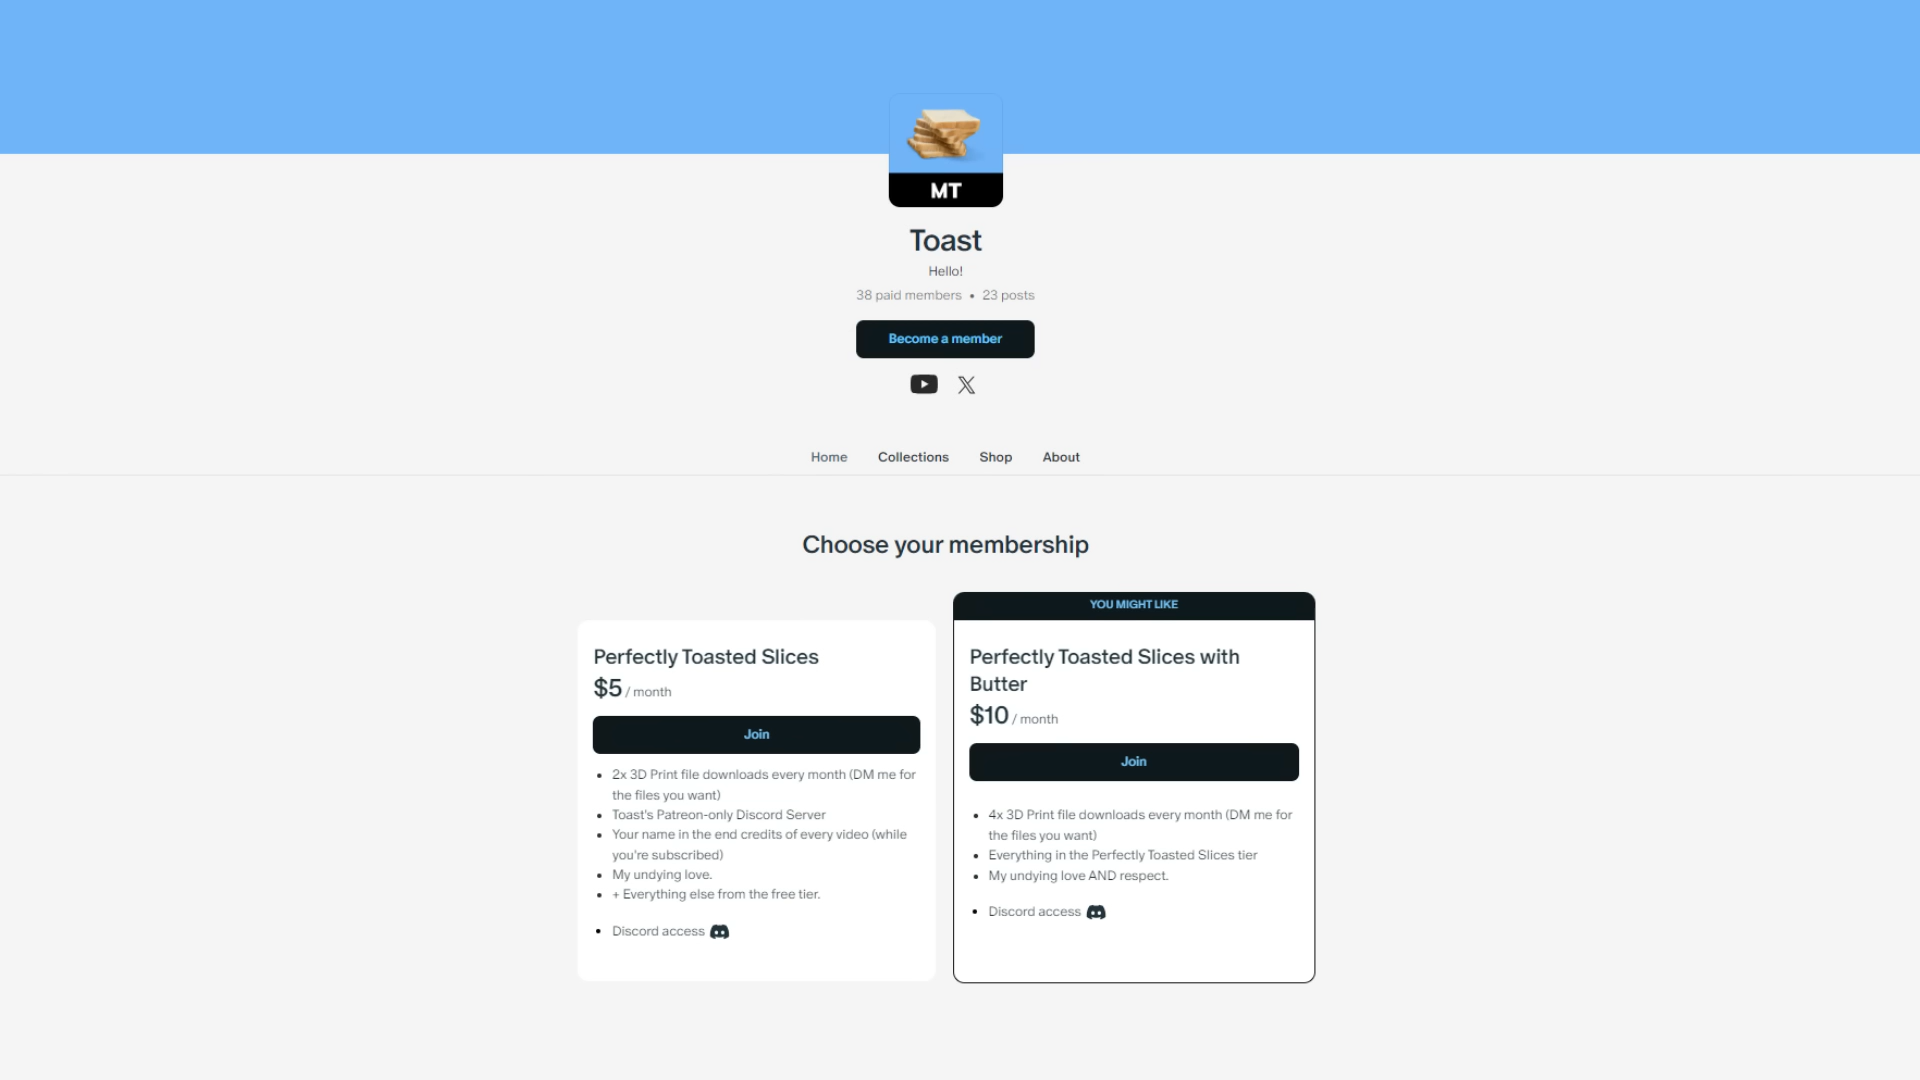 MT
Toast
Hello!
38 paid members • 23 posts
Become a member
Home Collections Shop About
Choose your membership
Perfectly Toasted Slices
$5 / month
Join
• 2x 3D Print file downloads every month (DM me for
the files you want)
• Toast's Patreon-only Discord Server
• Your name in the end credits of every video (while
you're subscribed)
• My undying love.
• + Everything else from the free tier.
• Discord access
YOU MIGHT LIKE
Perfectly Toasted Slices with
Butter
$10 / month
Join
• 4x 3D Print file downloads every month (DM me for
the files you want)
• Everything in the Perfectly Toasted Slices tier
• My undying love AND respect.
• Discord access